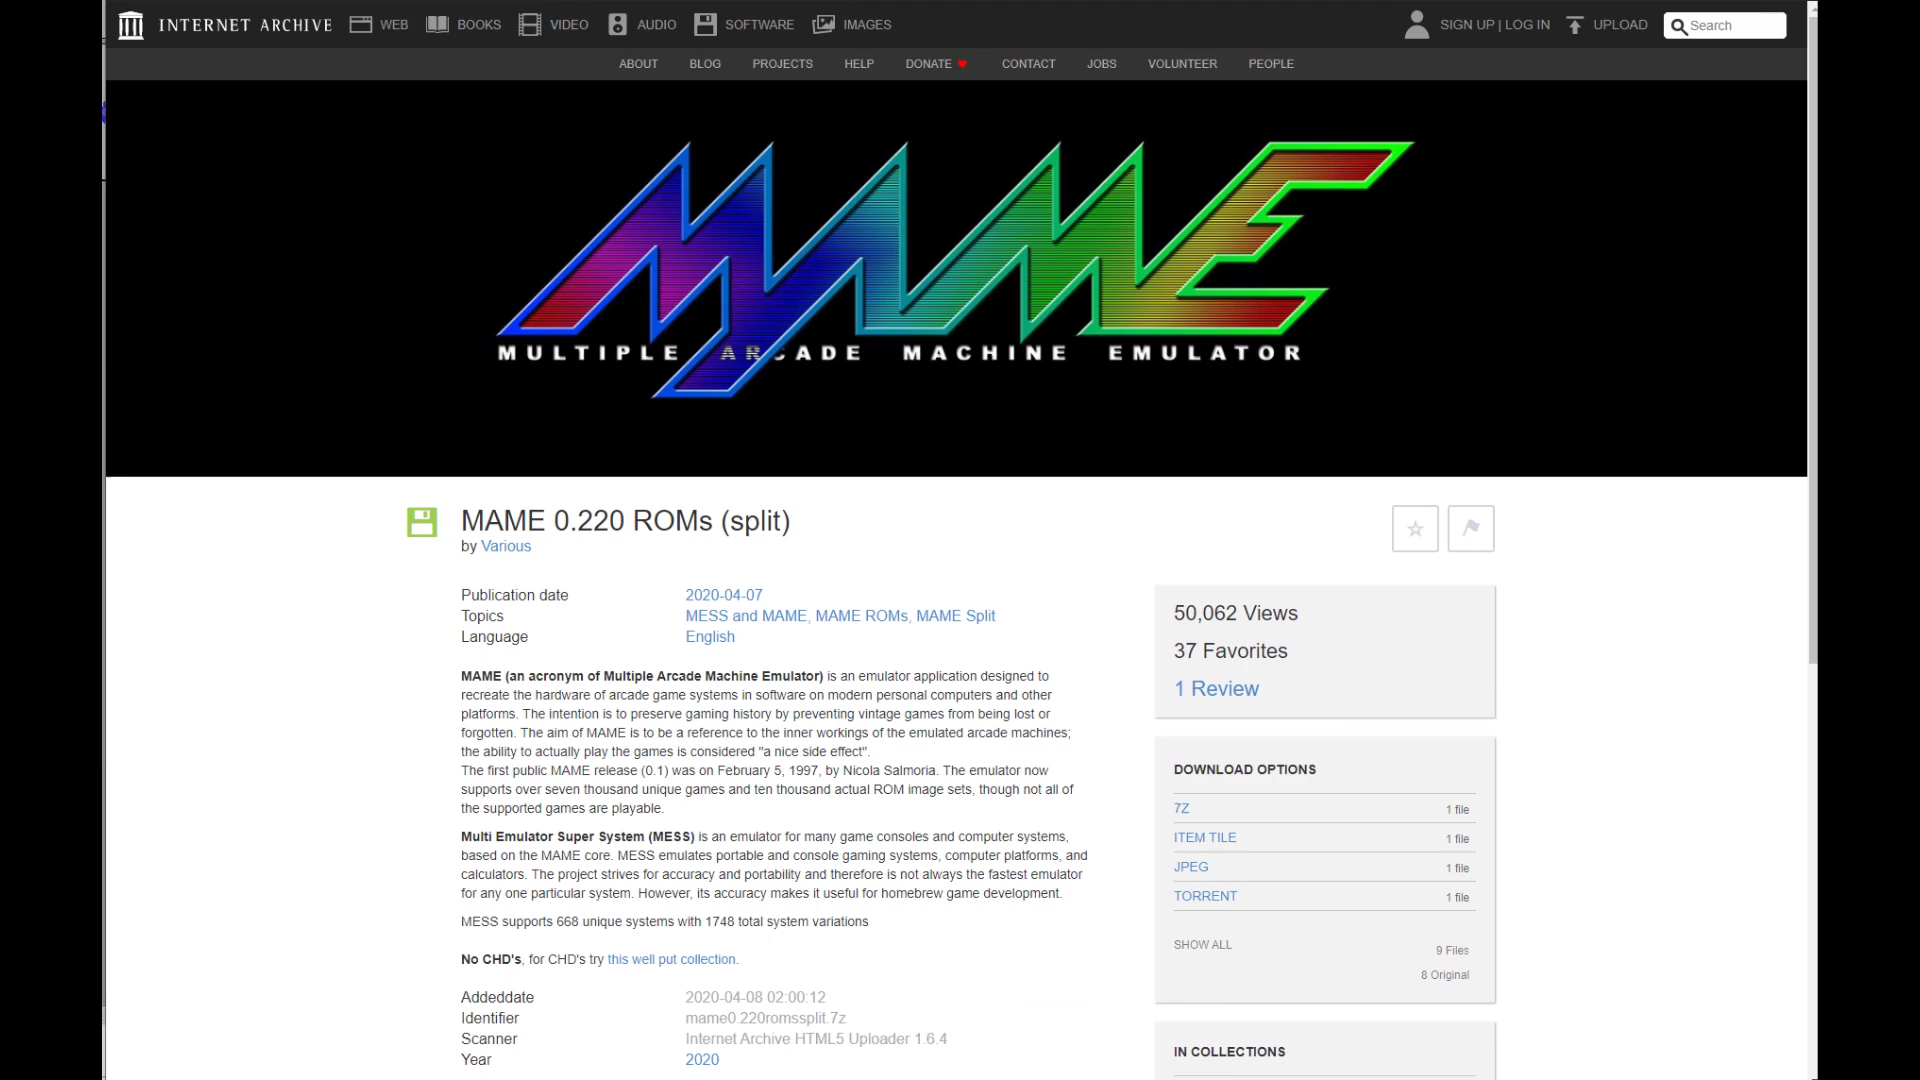 INTERNET ARCHIVE WEB BOOKS VIDEO AUDIO SOFTWARE IMAGES SIGN UP | LOG IN UPLOAD Search
ABOUT BLOG PROJECTS HELP DONATE CONTACT JOBS VOLUNTEER PEOPLE
MAME
MULTIPLE ARCADE MACHINE EMULATOR
MAME 0.220 ROMs (split)
by Various
Publication date 2020-04-07
Topics MESS and MAME, MAME ROMs, MAME Split
Language English
MAME (an acronym of Multiple Arcade Machine Emulator) is an emulator application designed to
recreate the hardware of arcade game systems in software on modern personal computers and other
platforms. The intention is to preserve gaming history by preventing vintage games from being lost or
forgotten. The aim of MAME is to be a reference to the inner workings of the emulated arcade machines;
the ability to actually play the games is considered "a nice side effect".
The first public MAME release (0.1) was on February 5, 1997, by Nicola Salmoria. The emulator now
supports over seven thousand unique games and ten thousand actual ROM image sets, though not all of
the supported games are playable.
Multi Emulator Super System (MESS) is an emulator for many game consoles and computer systems,
based on the MAME core. MESS emulates portable and console gaming systems, computer platforms, and
calculators. The project strives for accuracy and portability and therefore is not always the fastest emulator
for any one particular system. However, its accuracy makes it useful for homebrew game development.
MESS supports 668 unique systems with 1748 total system variations
No CHD's, for CHD's try this well put collection.
Addeddate 2020-04-08 02:00:12
Identifier mame0.220romssplit.7z
Scanner Internet Archive HTML5 Uploader 1.6.4
Year 2020
50,062 Views
37 Favorites
1 Review
DOWNLOAD OPTIONS
7Z 1 file
ITEM TILE 1 file
JPEG 1 file
TORRENT 1 file
SHOW ALL 9 Files
8 Original
IN COLLECTIONS